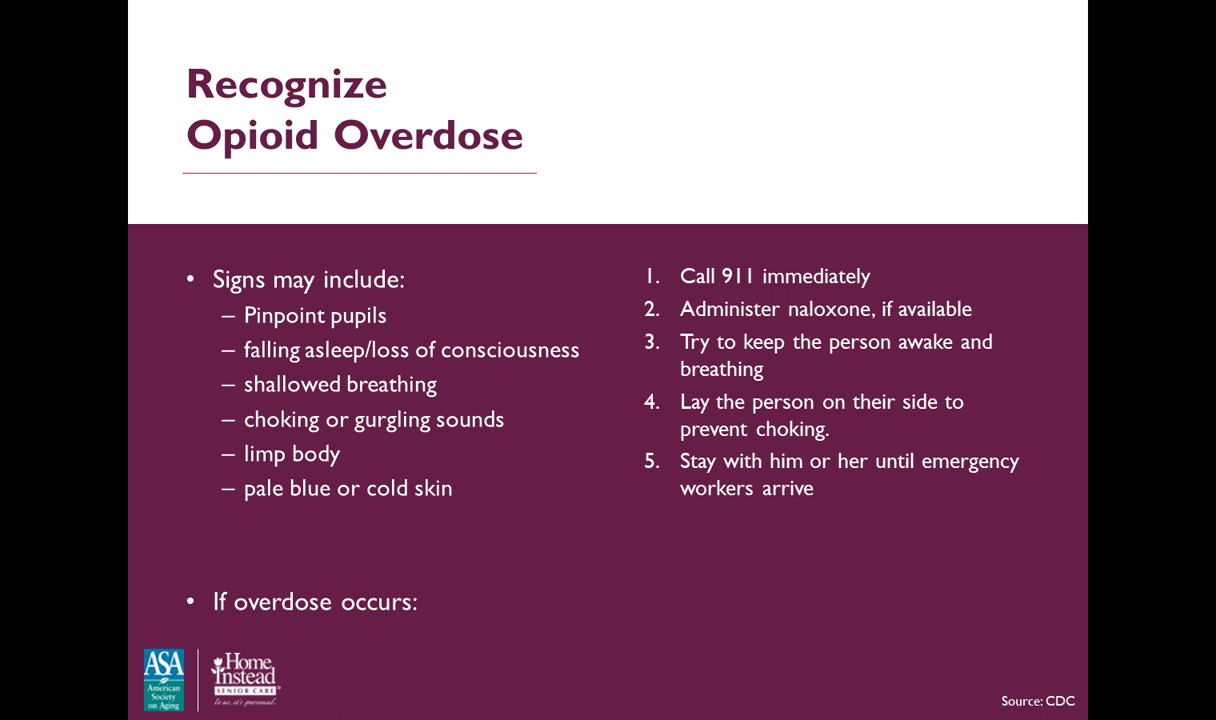 Recognize
Opioid Overdose
• Signs may include:
– Pinpoint pupils
– falling asleep/loss of consciousness
– shallowed breathing
– choking or gurgling sounds
– limp body
– pale blue or cold skin
• If overdose occurs:
1. Call 911 immediately
2. Administer naloxone, if available
3. Try to keep the person awake and
breathing
4. Lay the person on their side to
prevent choking.
5. Stay with him or her until emergency
workers arrive
ASA
American
Society
on Aging
Home
Instead
SENIOR CARE
to us, it's personal.
Source: CDC